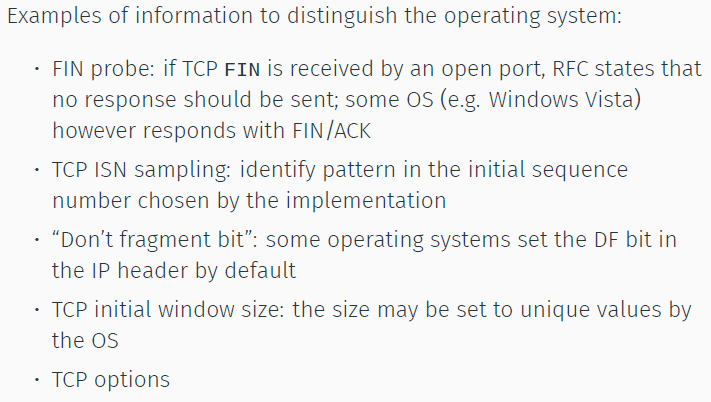 Examples of information to distinguish the operating system:
· FIN probe: if TCP FIN is received by an open port, RFC states that
no response should be sent; some OS (e.g. Windows Vista)
however responds with FIN/ACK
· TCP ISN sampling: identify pattern in the initial sequence
number chosen by the implementation
· “Don’t fragment bit”: some operating systems set the DF bit in
the IP header by default
· TCP initial window size: the size may be set to unique values by
the OS
· TCP options